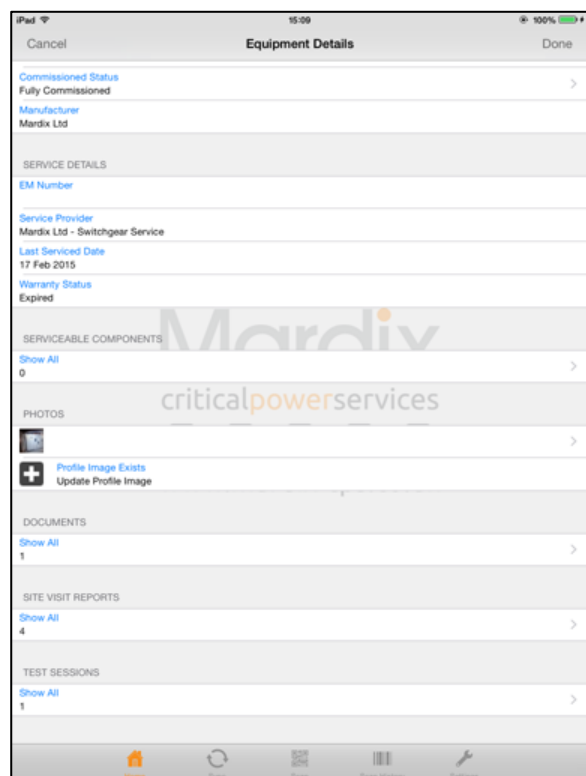 iPad 15:09 100%
Cancel Equipment Details Done
Commissioned Status
Fully Commissioned
Manufacturer
Mardix Ltd
SERVICE DETAILS
EM Number
Service Provider
Mardix Ltd - Switchgear Service
Last Serviced Date
17 Feb 2015
Warranty Status
Expired
Mardix
SERVICEABLE COMPONENTS
Show All
0
criticalpowerservices
PHOTOS
Profile Image Exists
Update Profile Image
DOCUMENTS
Show All
1
SITE VISIT REPORTS
Show All
4
TEST SESSIONS
Show All
1